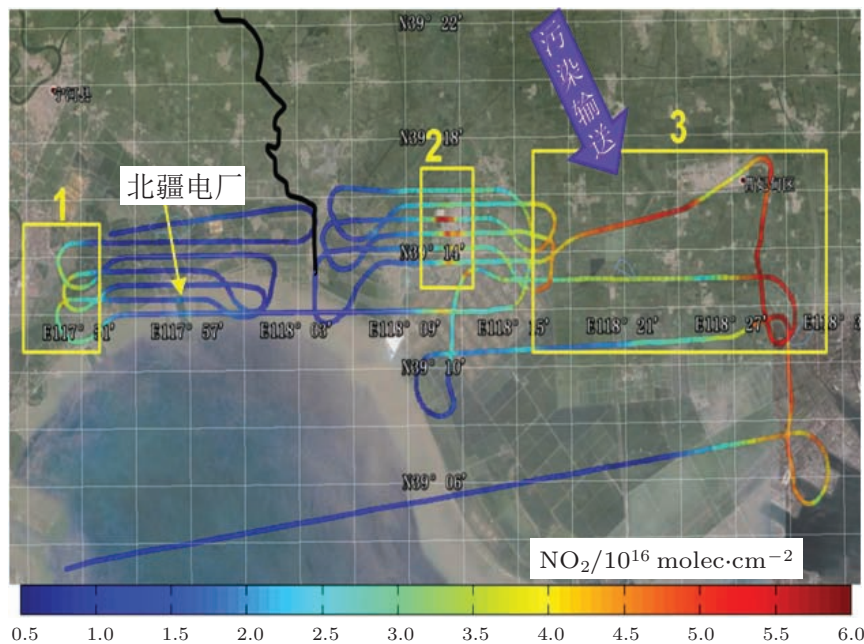 N39° 22′
污染输送
宁河县
N39° 18′
3
2
北疆电厂
1
N39° 14′
E117° 51′
E117° 57′
E118° 03′
E118° 09′
E118° 15′
E118° 21′
E118° 27′
N39° 10′
N39° 06′
NO₂/10¹⁶ molec·cm⁻²
0.5 1.0 1.5 2.0 2.5 3.0 3.5 4.0 4.5 5.0 5.5 6.0